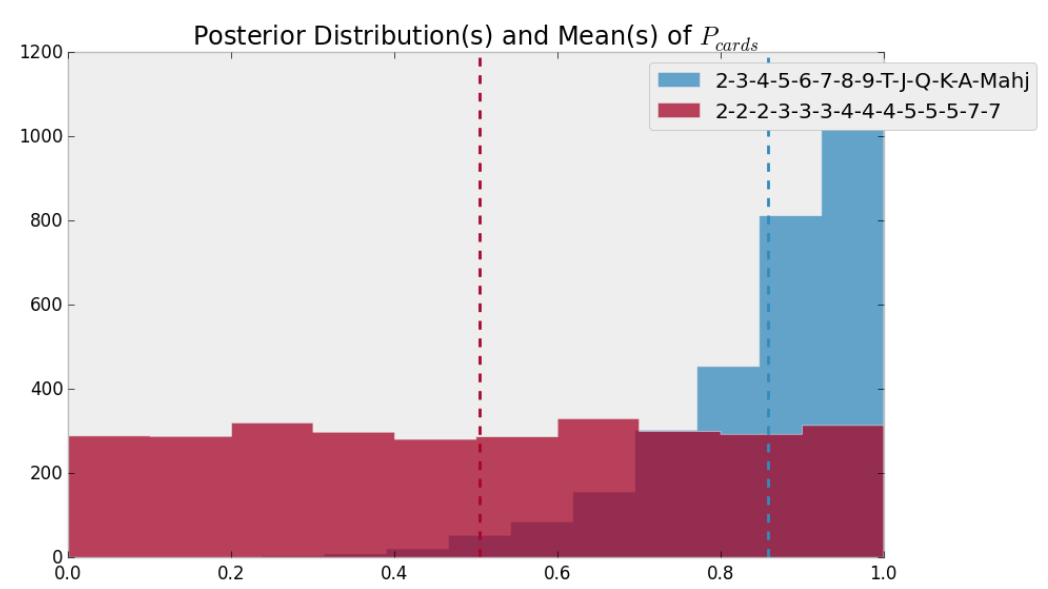 Posterior Distribution(s) and Mean(s) of P_cards
1200
2-3-4-5-6-7-8-9-T-J-Q-K-A-Mahj
2-2-2-3-3-3-4-4-4-5-5-5-7-7
1000
800
600
400
200
0
0.0 0.2 0.4 0.6 0.8 1.0